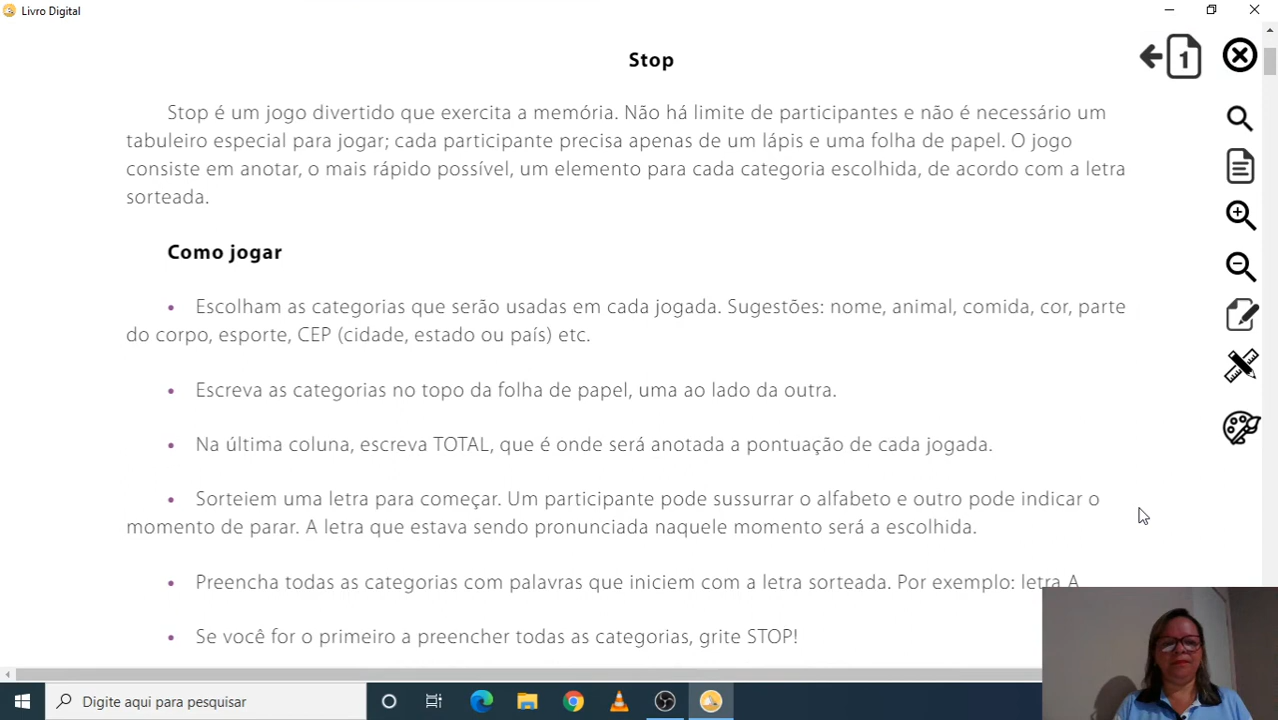 Livro Digital
Stop
1
Stop é um jogo divertido que exercita a memória. Não há limite de participantes e não é necessário um
tabuleiro especial para jogar; cada participante precisa apenas de um lápis e uma folha de papel. O jogo
consiste em anotar, o mais rápido possível, um elemento para cada categoria escolhida, de acordo com a letra
sorteada.
Como jogar
• Escolham as categorias que serão usadas em cada jogada. Sugestões: nome, animal, comida, cor, parte
do corpo, esporte, CEP (cidade, estado ou país) etc.
• Escreva as categorias no topo da folha de papel, uma ao lado da outra.
• Na última coluna, escreva TOTAL, que é onde será anotada a pontuação de cada jogada.
• Sorteiem uma letra para começar. Um participante pode sussurrar o alfabeto e outro pode indicar o
momento de parar. A letra que estava sendo pronunciada naquele momento será a escolhida.
• Preencha todas as categorias com palavras que iniciem com a letra sorteada. Por exemplo: letra A
• Se você for o primeiro a preencher todas as categorias, grite STOP!
Digite aqui para pesquisar